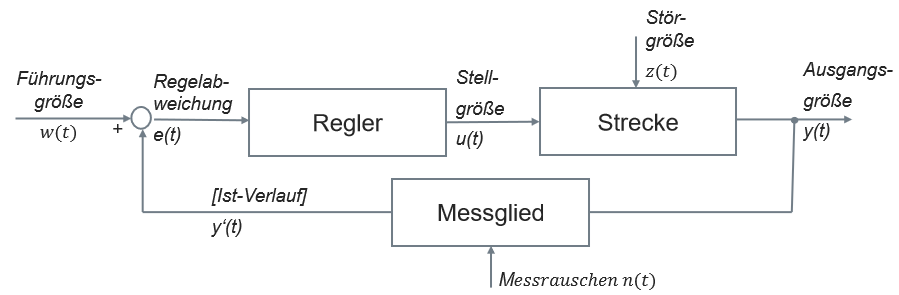 Führungs-
größe
w(t)
+
Regelab-
weichung
e(t)
Regler
Stell-
größe
u(t)
Stör-
größe
z(t)
Strecke
Ausgangs-
größe
y(t)
[Ist-Verlauf]
y‘(t)
Messglied
Messrauschen n(t)